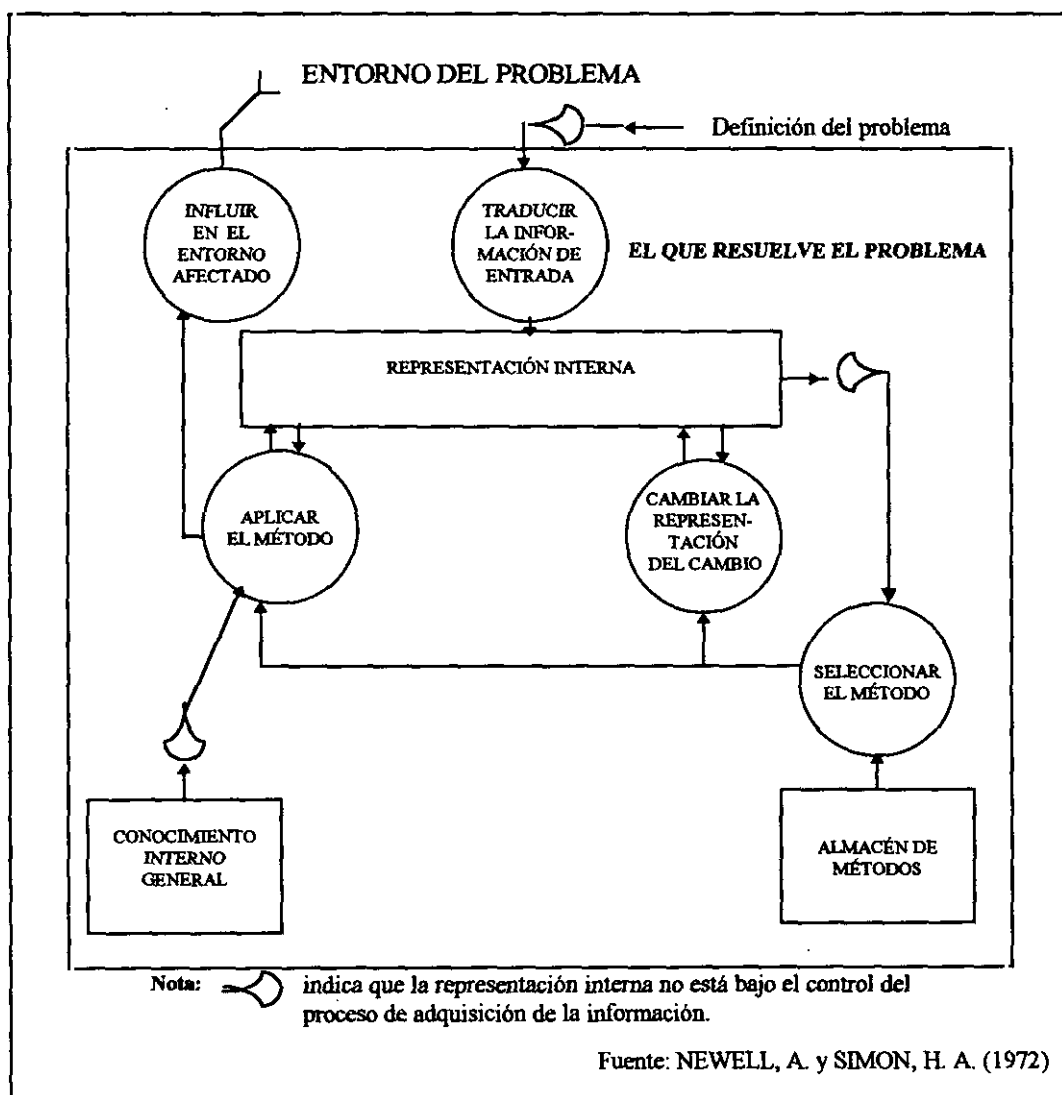 ENTORNO DEL PROBLEMA
Definición del problema
INFLUIR
EN EL
ENTORNO
AFECTADO
TRADUCIR
LA INFOR-
MACIÓN DE
ENTRADA
EL QUE RESUELVE EL PROBLEMA
REPRESENTACIÓN INTERNA
APLICAR
EL MÉTODO
CAMBIAR LA
REPRESEN-
TACIÓN
DEL CAMBIO
SELECCIONAR
EL MÉTODO
CONOCIMIENTO
INTERNO
GENERAL
ALMACÉN DE
MÉTODOS
Nota: indica que la representación interna no está bajo el control del
proceso de adquisición de la información.
Fuente: NEWELL, A. y SIMON, H. A. (1972)